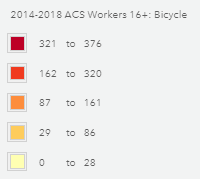 2014-2018 ACS Workers 16+: Bicycle
321 to 376
162 to 320
87 to 161
29 to 86
0 to 28